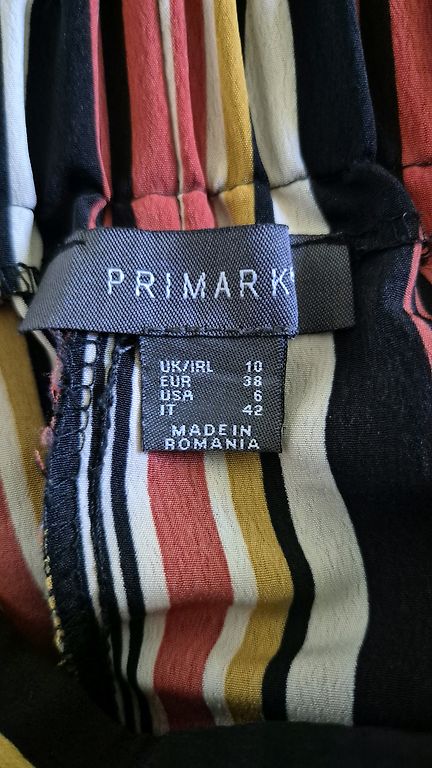 PRIMARK
UK/IRL 10
EUR 38
USA 6
IT 42
MADE IN
ROMANIA